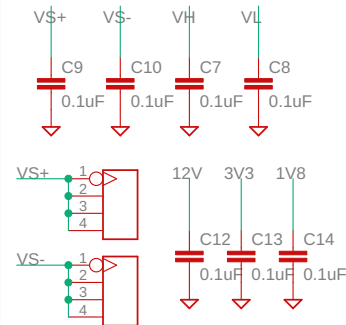 VS+ VS- VH VL
C9 C10 C7 C8
0.1uF 0.1uF 0.1uF 0.1uF
VS+ 1 2 3 4
12V 3V3 1V8
VS- 1 2 3 4
C12 C13 C14
0.1uF 0.1uF 0.1uF